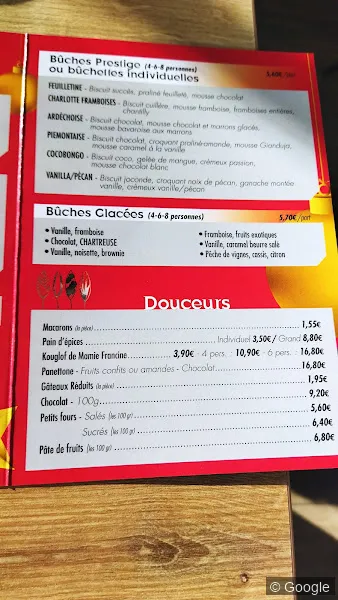 Bûches Prestige (4-6-8 personnes)
ou bûchelles individuelles 5,40€ /part
FEUILLETINE - Biscuit succès, praliné feuilleté, mousse chocolat
CHARLOTTE FRAMBOISES - Biscuit cuillère, mousse framboise, framboises entières,
chantilly
ARDÉCHOISE - Biscuit chocolat, mousse chocolat et marrons glacés,
mousse bavaroise aux marrons
PIEMONTAISE - Biscuit chocolat, craquant praliné-amande, mousse Gianduja,
mousse caramel à la vanille
COCOBONGO - Biscuit coco, gelée de mangue, crémeux passion,
mousse chocolat blanc
VANILLA/PÉCAN - Biscuit joconde, croquant noix de pécan, ganache montée
vanille, crémeux vanille/pécan
Bûches Glacées (4-6-8 personnes) 5,70€ /part
• Vanille, framboise
• Chocolat, CHARTREUSE
• Vanille, noisette, brownie
• Framboise, fruits exotiques
• Vanille, caramel beurre salé
• Pêche de vignes, cassis, citron
Douceurs
Macarons (la pièce) 1,55€
Pain d'épices Individuel 3,50€ / Grand 8,80€
Kouglof de Mamie Francine 3,90€ - 4 pers. : 10,90€ - 6 pers. : 16,80€
Panettone - Fruits confits ou amandes - Chocolat 16,80€
Gâteaux Réduits (la pièce) 1,95€
Chocolat - 100g 9,20€
Petits fours - Salés (les 100 gr) 5,60€
Sucrés (les 100 gr) 6,40€
Pâte de fruits (les 100 gr) 6,80€
© Google